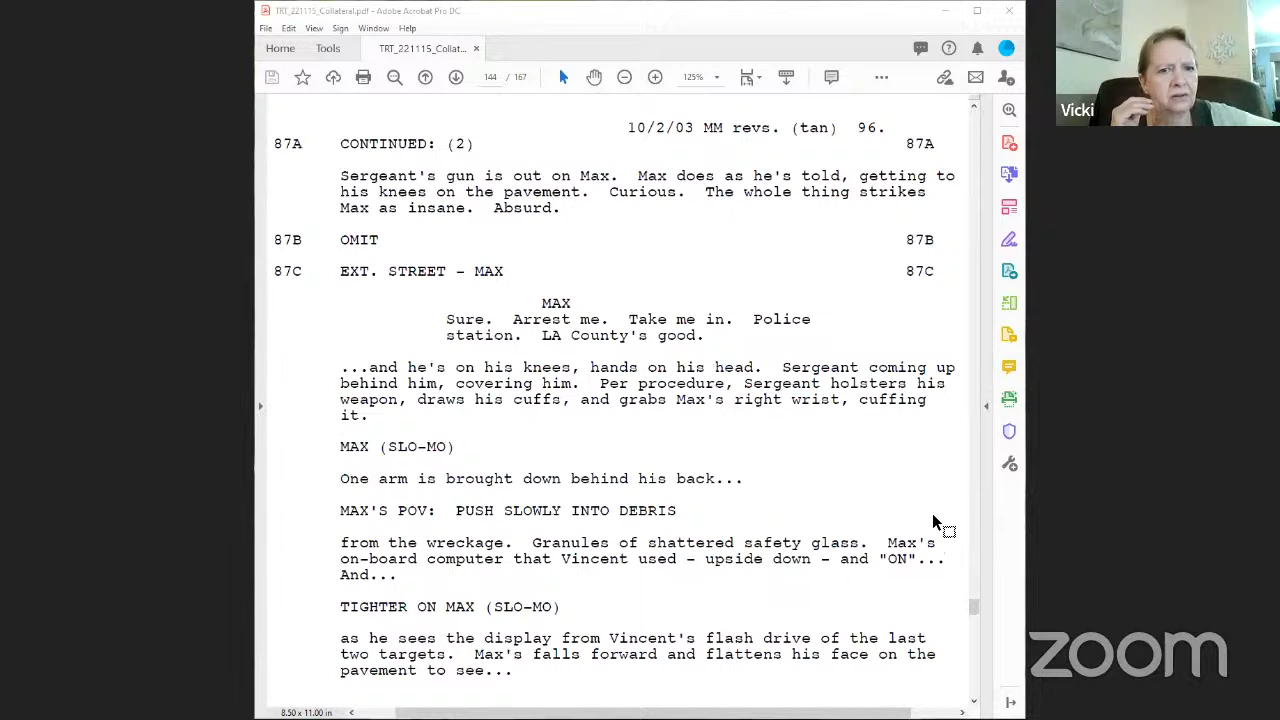 TRT_221115_Collateral.pdf - Adobe Acrobat Pro DC
File Edit View Sign Window Help
Home Tools TRT_221115_Collat... ×
144 / 167 125%
10/2/03 MM revs. (tan) 96.
87A CONTINUED: (2) 87A
Sergeant's gun is out on Max. Max does as he's told, getting to
his knees on the pavement. Curious. The whole thing strikes
Max as insane. Absurd.
87B OMIT 87B
87C EXT. STREET - MAX 87C
MAX
Sure. Arrest me. Take me in. Police
station. LA County's good.
...and he's on his knees, hands on his head. Sergeant coming up
behind him, covering him. Per procedure, Sergeant holsters his
weapon, draws his cuffs, and grabs Max's right wrist, cuffing
it.
MAX (SLO-MO)
One arm is brought down behind his back...
MAX'S POV: PUSH SLOWLY INTO DEBRIS
from the wreckage. Granules of shattered safety glass. Max's
on-board computer that Vincent used - upside down - and "ON"...
And...
TIGHTER ON MAX (SLO-MO)
as he sees the display from Vincent's flash drive of the last
two targets. Max's falls forward and flattens his face on the
pavement to see...
8.50 x 11.00 in
Vicki
zoom